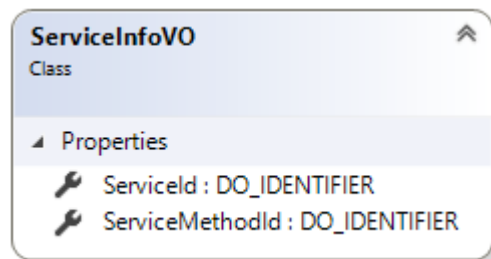 ServiceInfoVO
Class
Properties
ServiceId : DO_IDENTIFIER
ServiceMethodId : DO_IDENTIFIER